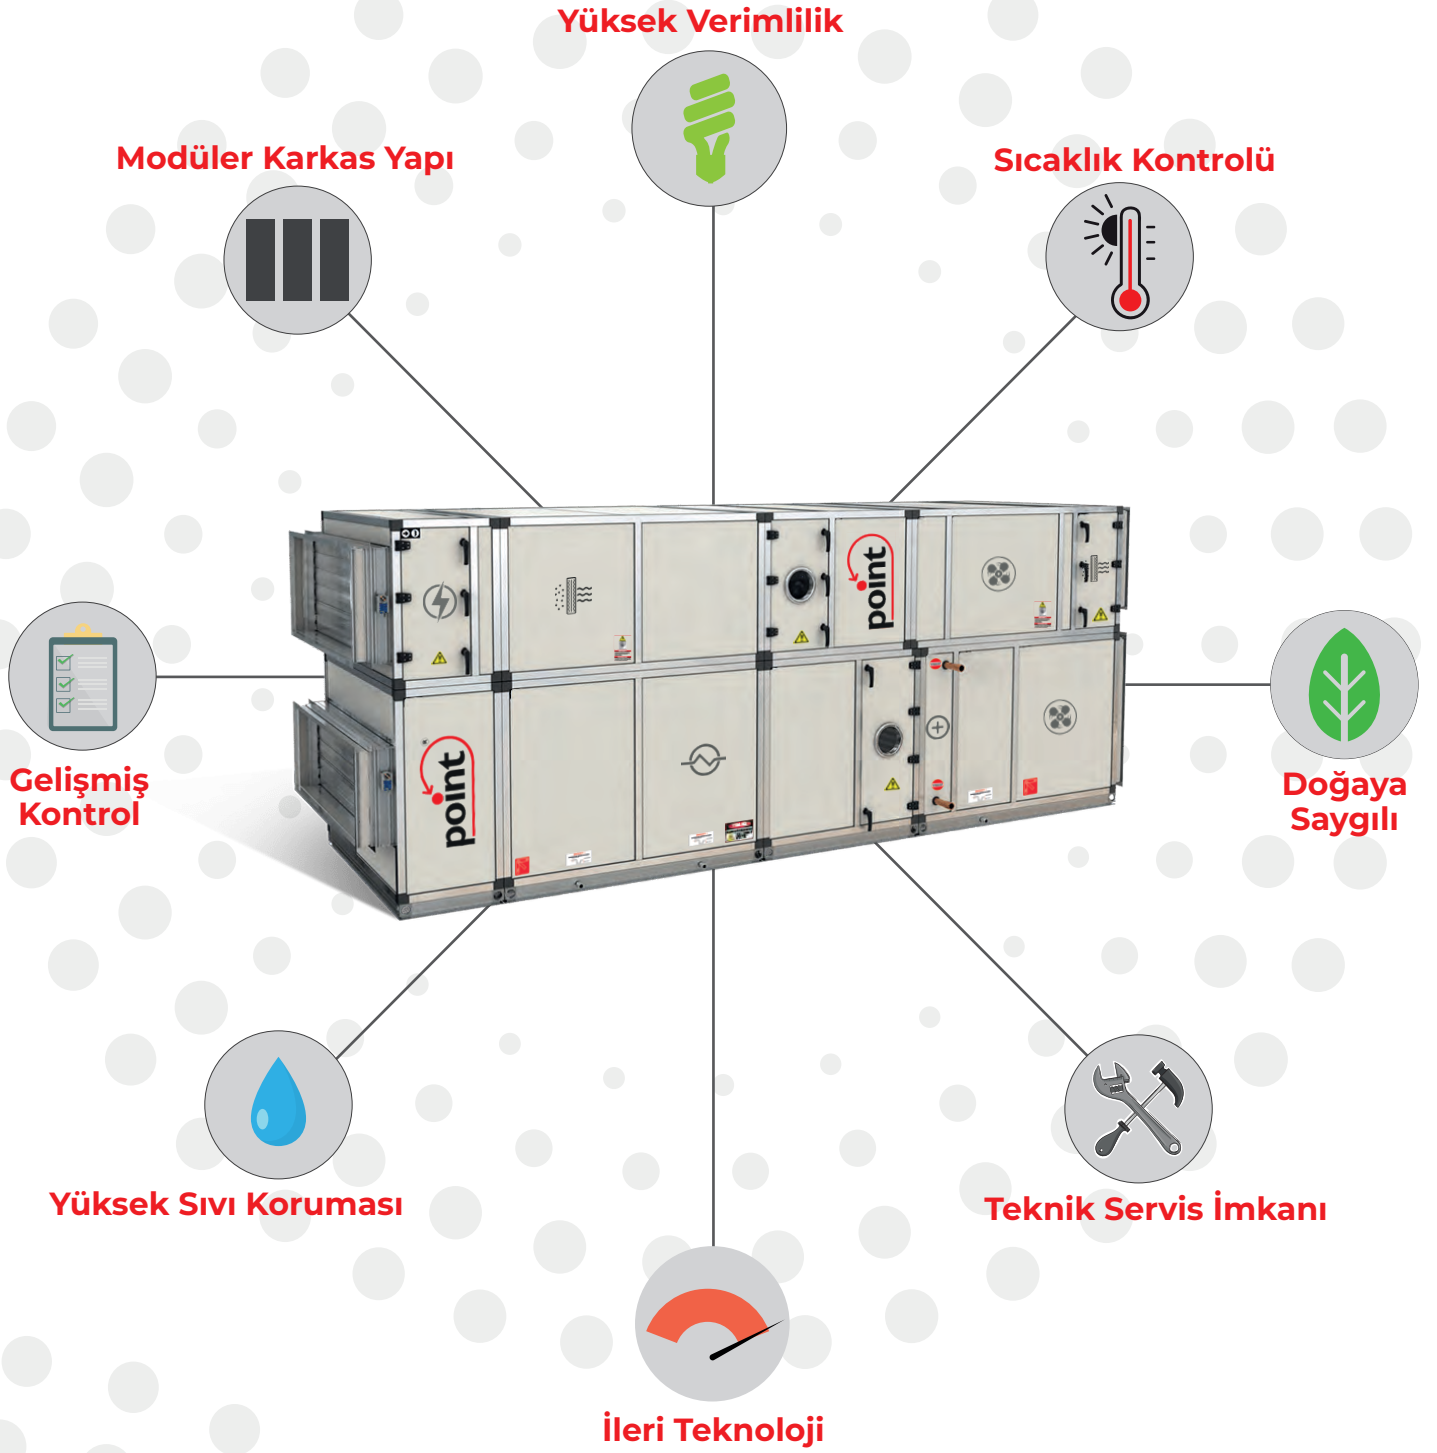 Yüksek Verimlilik
Modüler Karkas Yapı
Sıcaklık Kontrolü
point
point
Gelişmiş
Kontrol
Doğaya
Saygılı
Yüksek Sıvı Koruması
Teknik Servis İmkanı
İleri Teknoloji